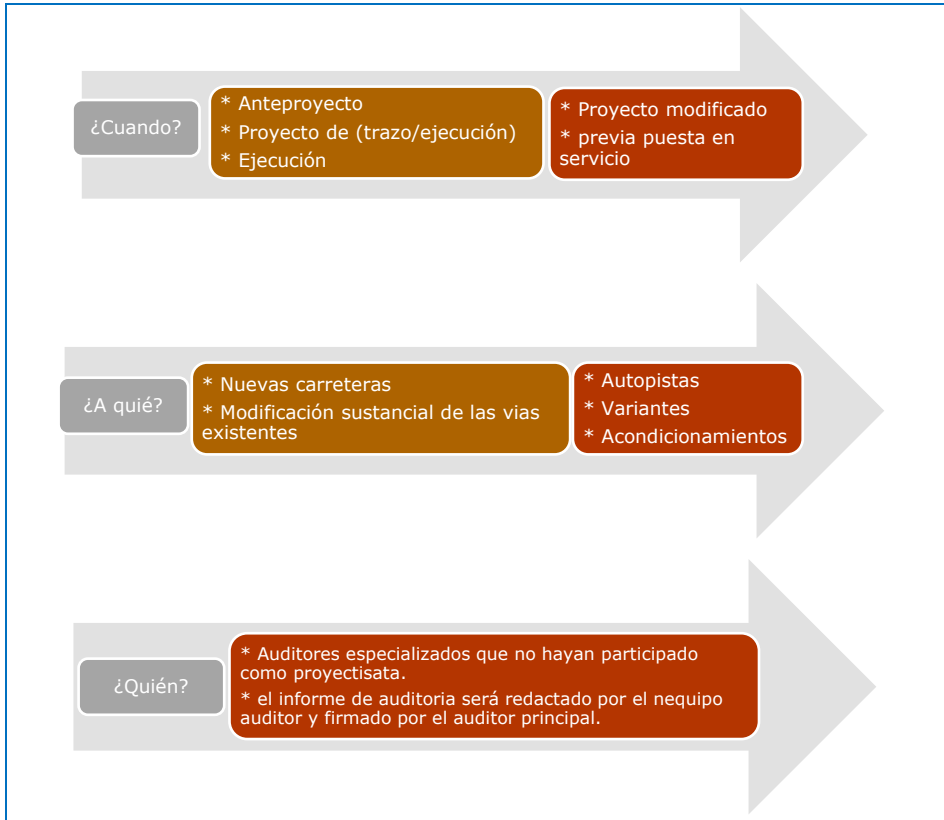 ¿Cuando?
* Anteproyecto
* Proyecto de (trazo/ejecución)
* Ejecución
* Proyecto modificado
* previa puesta en
servicio
¿A quié?
* Nuevas carreteras
* Modificación sustancial de las vias
existentes
* Autopistas
* Variantes
* Acondicionamientos
¿Quién?
* Auditores especializados que no hayan participado
como proyectisata.
* el informe de auditoria será redactado por el nequipo
auditor y firmado por el auditor principal.